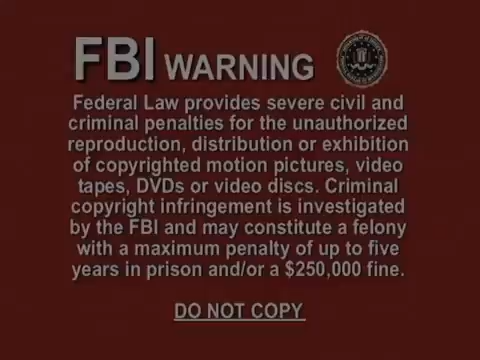 FBI WARNING
Federal Law provides severe civil and
criminal penalties for the unauthorized
reproduction, distribution or exhibition
of copyrighted motion pictures, video
tapes, DVDs or video discs. Criminal
copyright infringement is investigated
by the FBI and may constitute a felony
with a maximum penalty of up to five
years in prison and/or a $250,000 fine.
DO NOT COPY